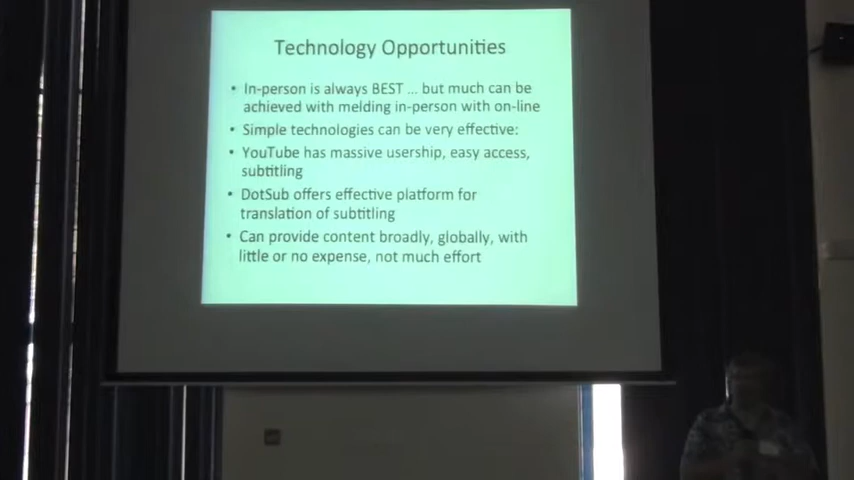 Technology Opportunities
• In-person is always BEST ... but much can be
achieved with melding in-person with on-line
• Simple technologies can be very effective:
• YouTube has massive usership, easy access,
subtitling
• DotSub offers effective platform for
translation of subtitling
• Can provide content broadly, globally, with
little or no expense, not much effort